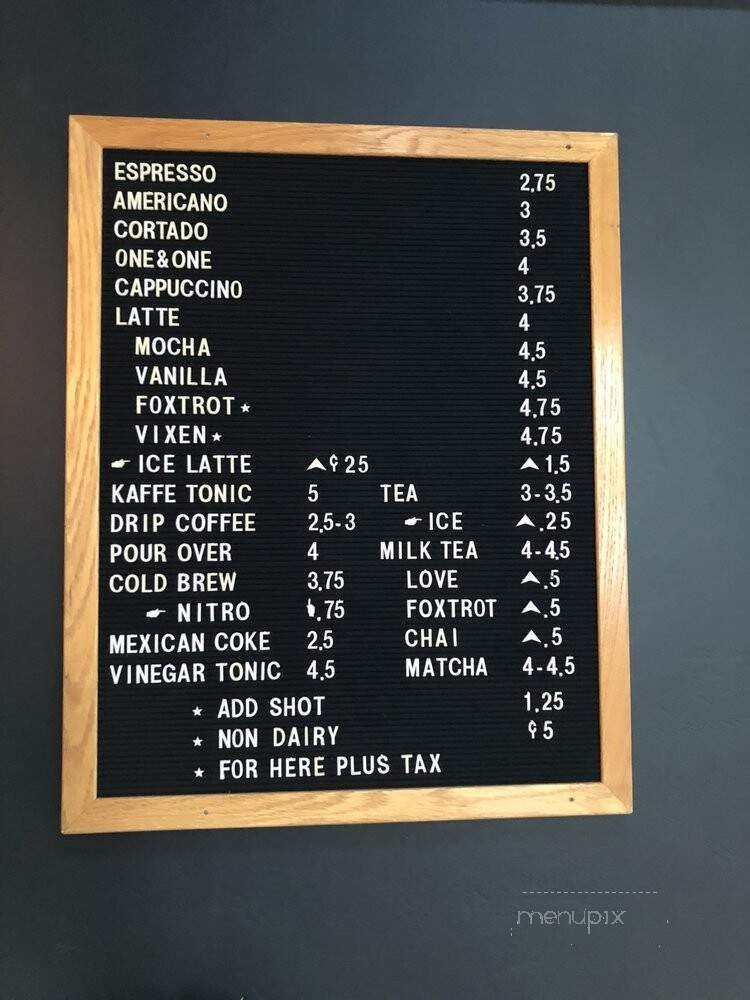 ESPRESSO 2.75
AMERICANO 3
CORTADO 3.5
ONE&ONE 4
CAPPUCCINO 3.75
LATTE 4
MOCHA 4.5
VANILLA 4.5
FOXTROT★ 4.75
VIXEN★ 4.75
☛ ICE LATTE ⮝¢25 ⮝1.5
KAFFE TONIC 5 TEA 3-3.5
DRIP COFFEE 2.5-3 ☛ ICE ⮝.25
POUR OVER 4 MILK TEA 4-4.5
COLD BREW 3.75 LOVE ⮝.5
☛ NITRO .75 FOXTROT ⮝.5
MEXICAN COKE 2.5 CHAI ⮝.5
VINEGAR TONIC 4.5 MATCHA 4-4.5
★ ADD SHOT 1.25
★ NON DAIRY ¢5
★ FOR HERE PLUS TAX
menupix